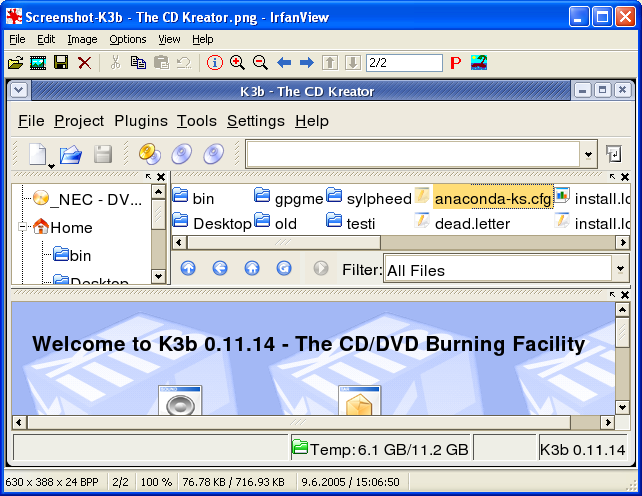 Screenshot-K3b - The CD Kreator.png - IrfanView
File Edit Image Options View Help
2/2
K3b - The CD Kreator
File Project Plugins Tools Settings Help
_NEC - DV...
Home
bin
Desktop
bin gpgme sylpheed anaconda-ks.cfg install.lo
Desktop old testi dead.letter install.lo
Filter: All Files
Welcome to K3b 0.11.14 - The CD/DVD Burning Facility
Temp: 6.1 GB/11.2 GB K3b 0.11.14
630 x 388 x 24 BPP 2/2 100 % 76.78 KB / 716.93 KB 9.6.2005 / 15:06:50